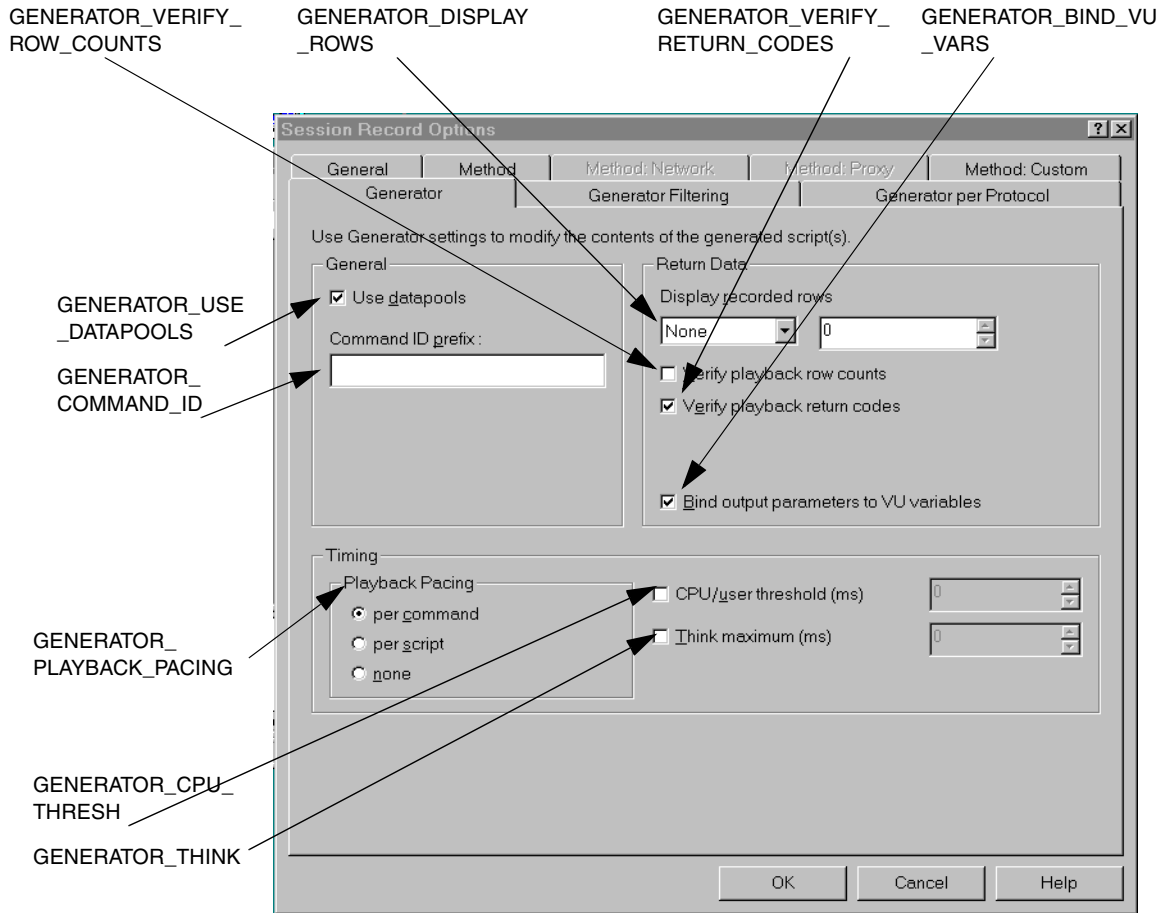 GENERATOR_VERIFY_
ROW_COUNTS
GENERATOR_DISPLAY
_ROWS
GENERATOR_VERIFY_
RETURN_CODES
GENERATOR_BIND_VU
_VARS
Session Record Options
General
Method
Method: Network
Method: Proxy
Method: Custom
Generator
Generator Filtering
Generator per Protocol
Use Generator settings to modify the contents of the generated script(s).
General
Use datapools
Command ID prefix :
Return Data
Display recorded rows
None
0
Verify playback row counts
Verify playback return codes
Bind output parameters to VU variables
GENERATOR_USE
_DATAPOOLS
GENERATOR_
COMMAND_ID
Timing
Playback Pacing
per command
per script
none
CPU/user threshold (ms)
0
Think maximum (ms)
0
GENERATOR_
PLAYBACK_PACING
GENERATOR_CPU_
THRESH
GENERATOR_THINK
OK
Cancel
Help